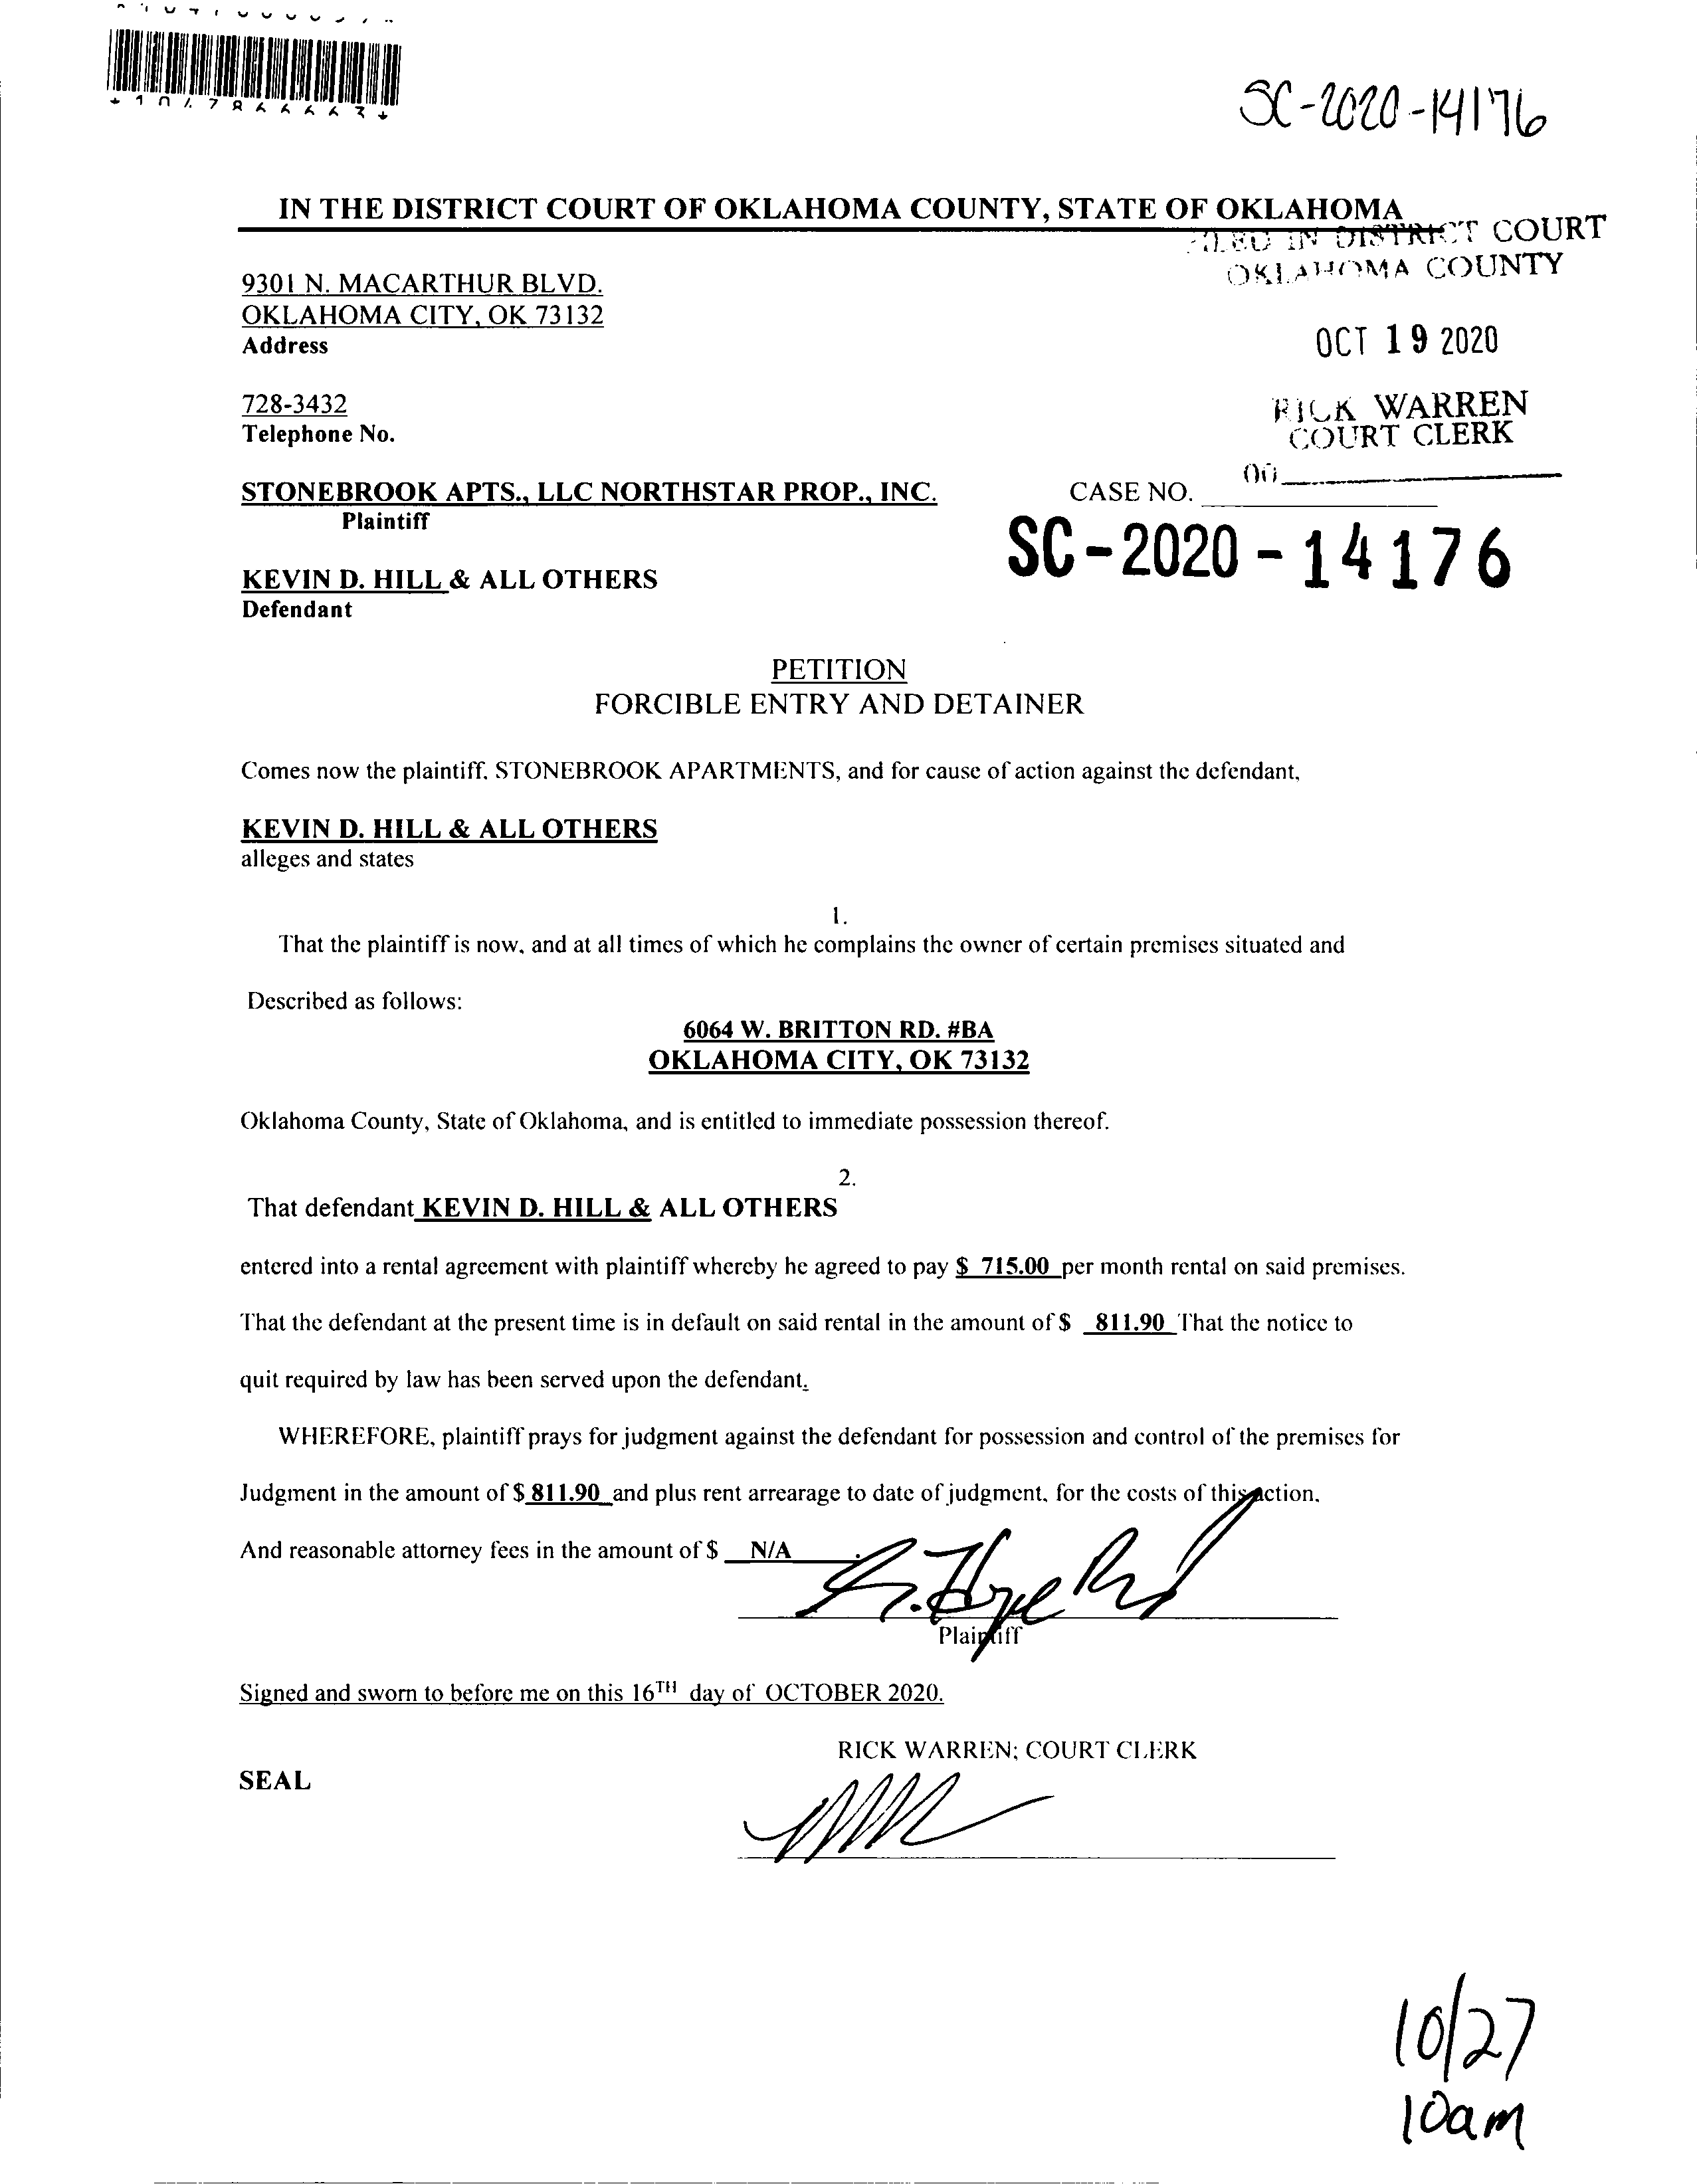 SC-2020-14176
IN THE DISTRICT COURT OF OKLAHOMA COUNTY, STATE OF OKLAHOMA
FILED IN DISTRICT COURT
OKLAHOMA COUNTY
9301 N. MACARTHUR BLVD.
OKLAHOMA CITY, OK 73132
Address
OCT 19 2020
728-3432
Telephone No.
RICK WARREN
COURT CLERK
STONEBROOK APTS., LLC NORTHSTAR PROP., INC.
Plaintiff
CASE NO.
SC-2020-14176
KEVIN D. HILL & ALL OTHERS
Defendant
PETITION
FORCIBLE ENTRY AND DETAINER
Comes now the plaintiff, STONEBROOK APARTMENTS, and for cause of action against the defendant,
KEVIN D. HILL & ALL OTHERS
alleges and states
1.
That the plaintiff is now, and at all times of which he complains the owner of certain premises situated and
Described as follows:
6064 W. BRITTON RD. #BA
OKLAHOMA CITY, OK 73132
Oklahoma County, State of Oklahoma, and is entitled to immediate possession thereof.
2.
That defendant KEVIN D. HILL & ALL OTHERS
entered into a rental agreement with plaintiff whereby he agreed to pay $ 715.00 per month rental on said premises.
That the defendant at the present time is in default on said rental in the amount of $ 811.90 That the notice to
quit required by law has been served upon the defendant.
WHEREFORE, plaintiff prays for judgment against the defendant for possession and control of the premises for
Judgment in the amount of $ 811.90 and plus rent arrearage to date of judgment, for the costs of this action.
And reasonable attorney fees in the amount of $ N/A .
Plaintiff
Signed and sworn to before me on this 16TH day of OCTOBER 2020.
RICK WARREN; COURT CLERK
SEAL
10/27
10am